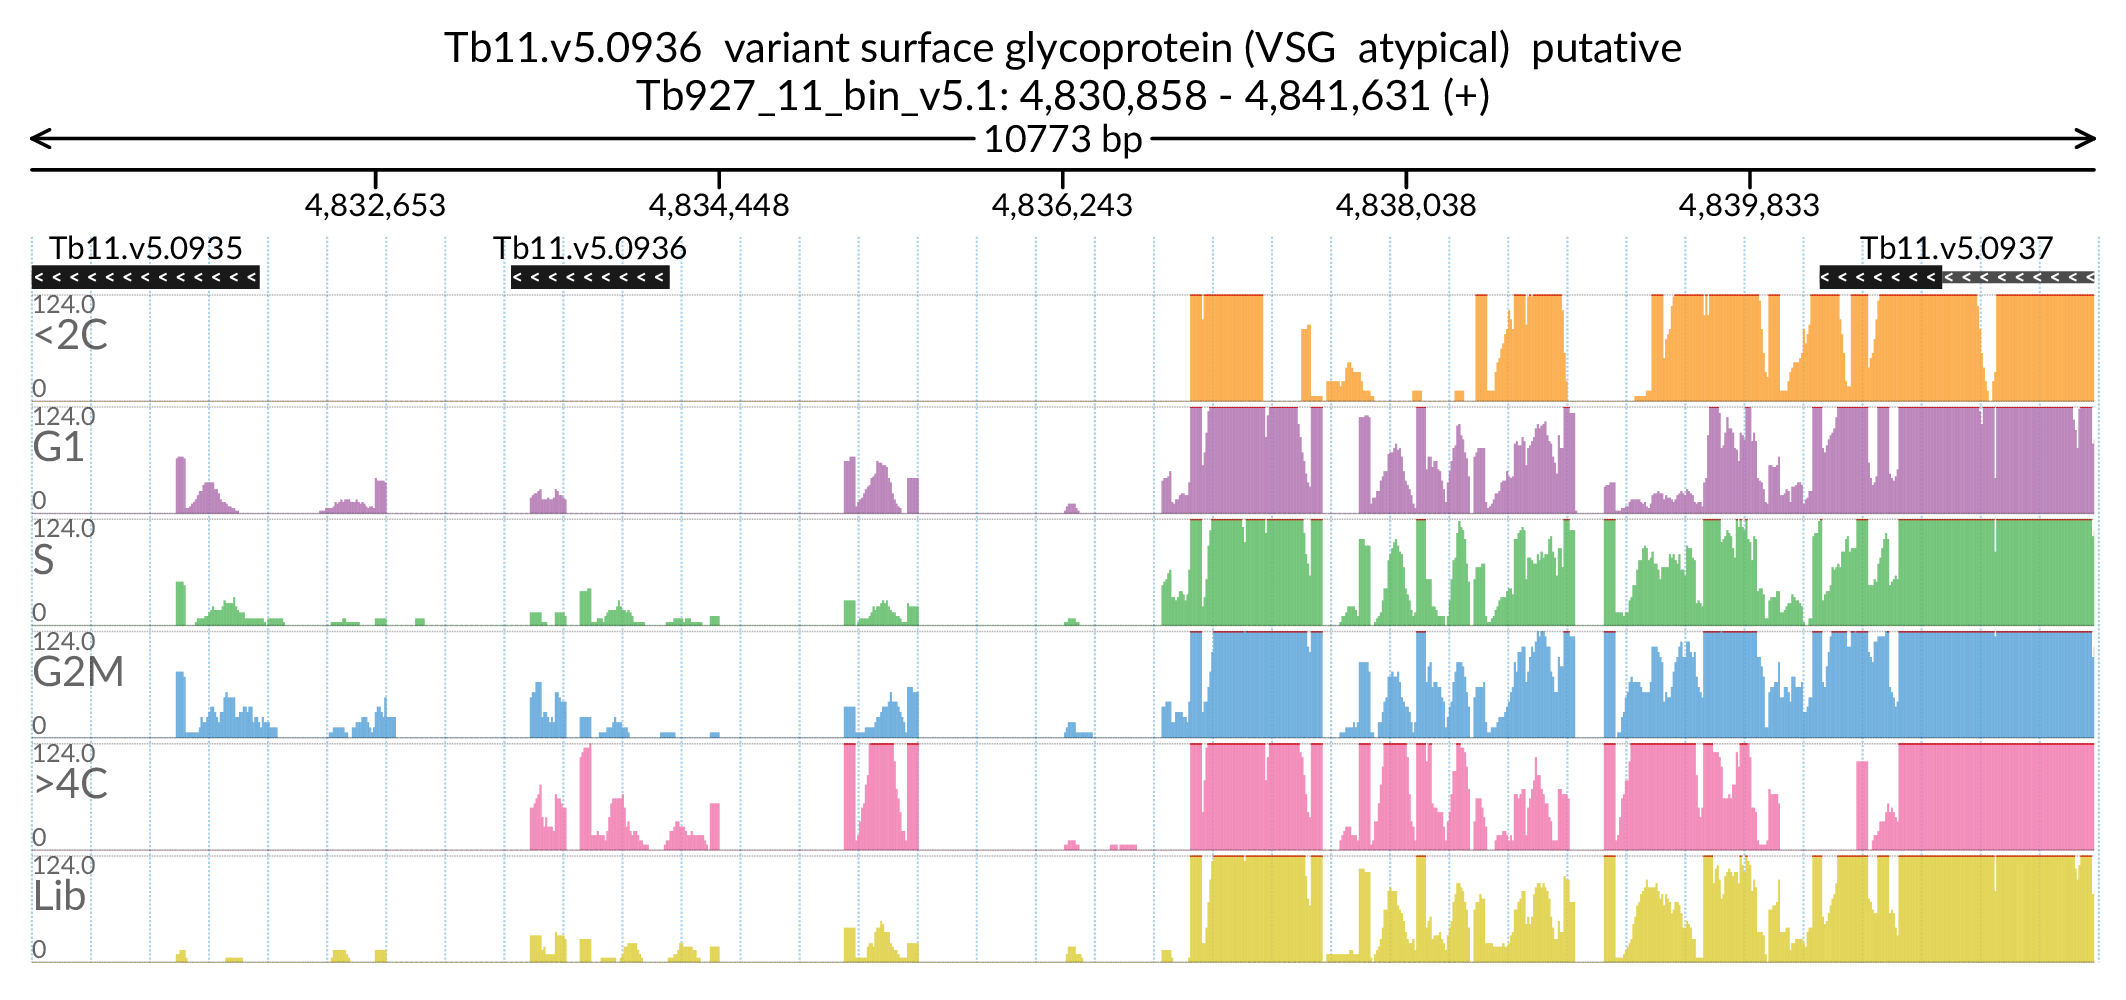 Tb11.v5.0936  variant surface glycoprotein (VSG  atypical)  putative
Tb927_11_bin_v5.1: 4,830,858 - 4,841,631 (+)
10773 bp
4,832,653 4,834,448 4,836,243 4,838,038 4,839,833
Tb11.v5.0935 Tb11.v5.0936 Tb11.v5.0937
124.0
<2C
0
124.0
G1
0
124.0
S
0
124.0
G2M
0
124.0
>4C
0
124.0
Lib
0